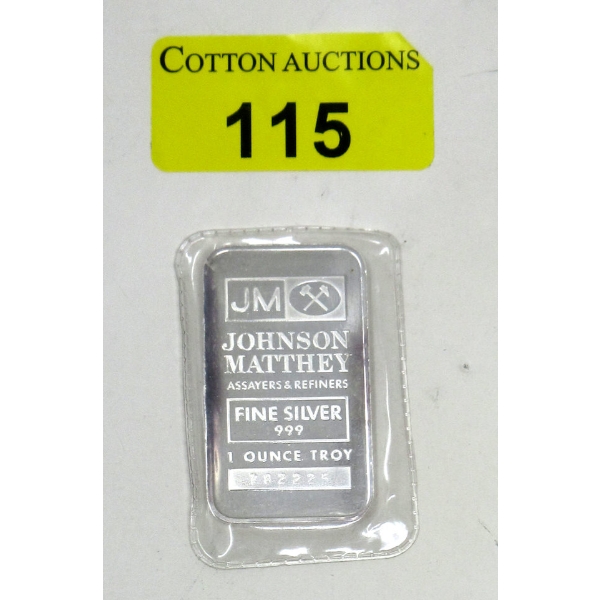 COTTON AUCTIONS
115
JM
JOHNSON
MATTHEY
ASSAYERS & REFINERS
FINE SILVER
999
1 OUNCE TROY